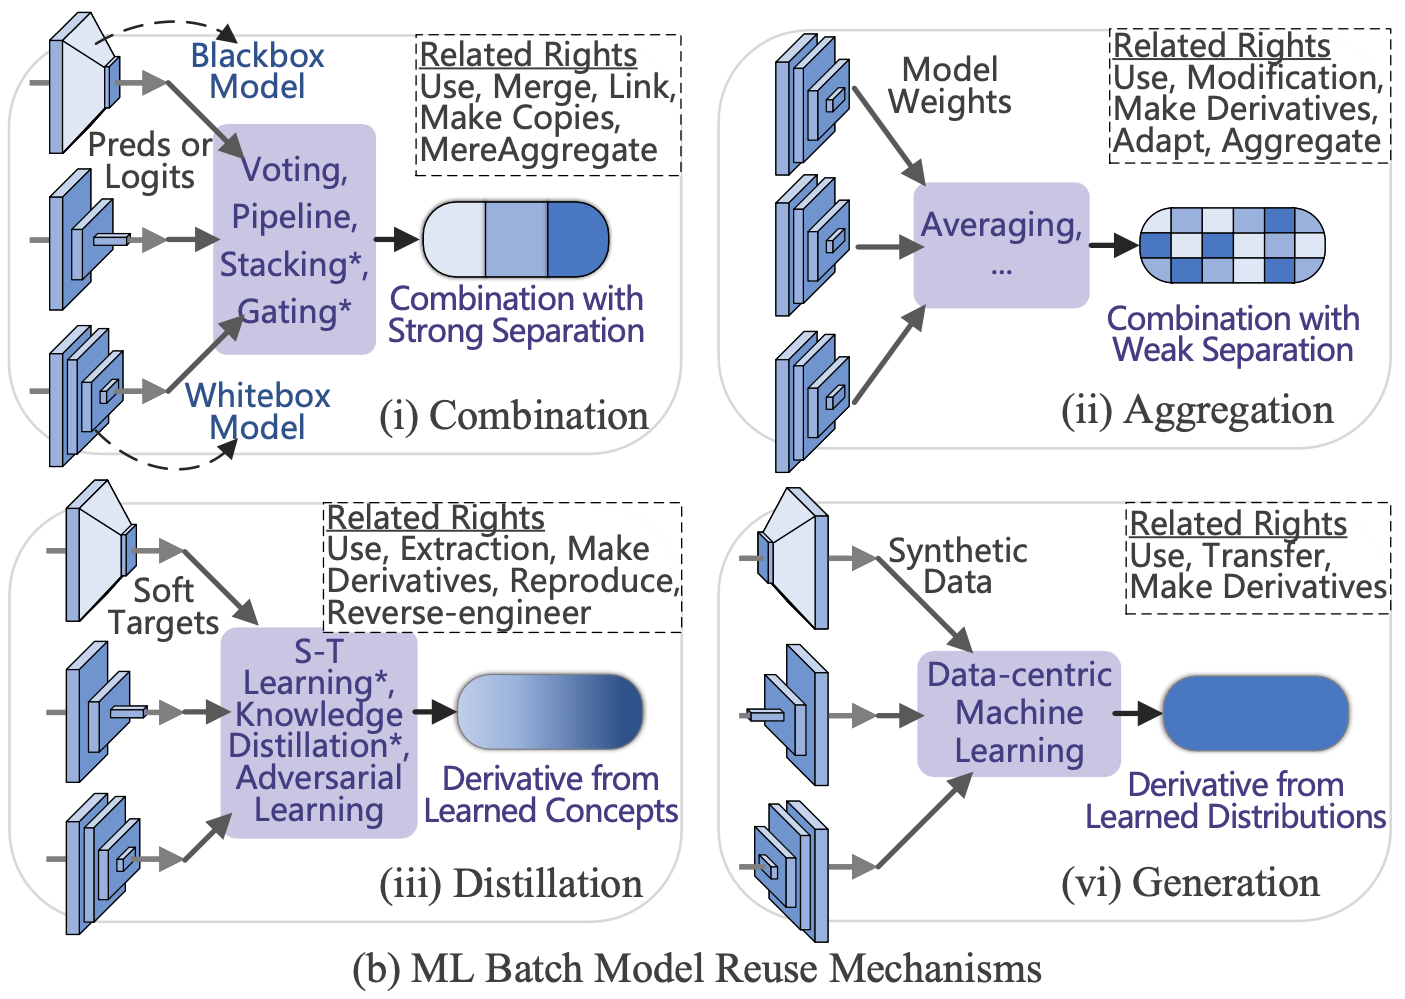 Blackbox
Model
Related Rights
Use, Merge, Link,
Make Copies,
MereAggregate
Preds or
Logits
Voting,
Pipeline,
Stacking*,
Gating*
Combination with
Strong Separation
Whitebox
Model
(i) Combination
Model
Weights
Related Rights
Use, Modification,
Make Derivatives,
Adapt, Aggregate
Averaging,
...
Combination with
Weak Separation
(ii) Aggregation
Related Rights
Use, Extraction, Make
Derivatives, Reproduce,
Reverse-engineer
Soft
Targets
S-T
Learning*,
Knowledge
Distillation*,
Adversarial
Learning
Derivative from
Learned Concepts
(iii) Distillation
Synthetic
Data
Related Rights
Use, Transfer,
Make Derivatives
Data-centric
Machine
Learning
Derivative from
Learned Distributions
(vi) Generation
(b) ML Batch Model Reuse Mechanisms